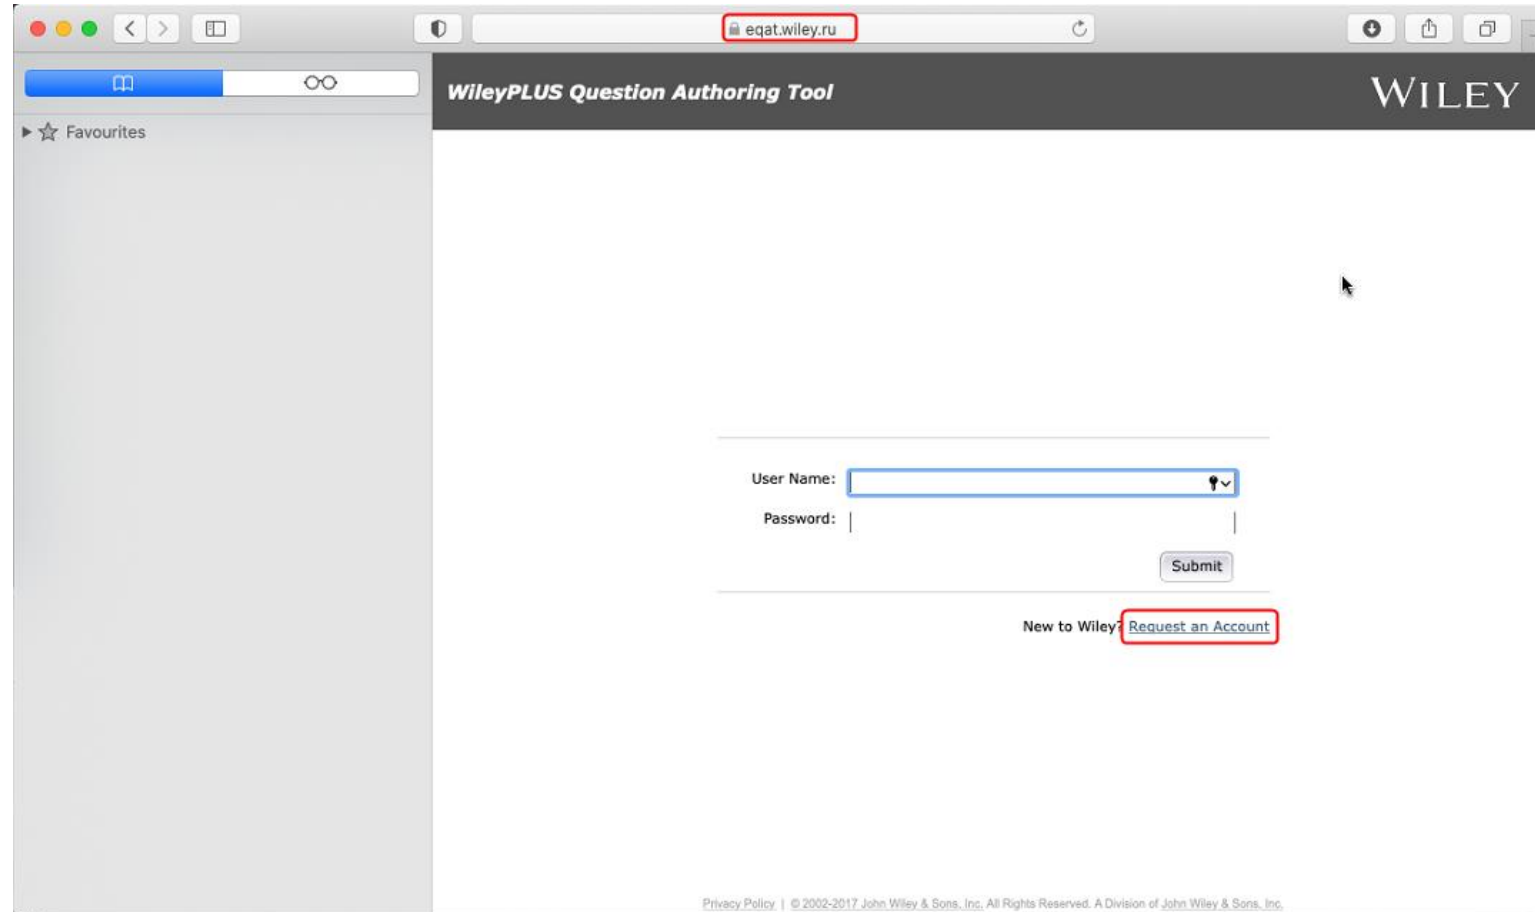 eqat.wiley.ru
WileyPLUS Question Authoring Tool
WILEY
Favourites
User Name:
Password:
Submit
New to Wiley? Request an Account
Privacy Policy | © 2002-2017 John Wiley & Sons, Inc. All Rights Reserved. A Division of John Wiley & Sons, Inc.